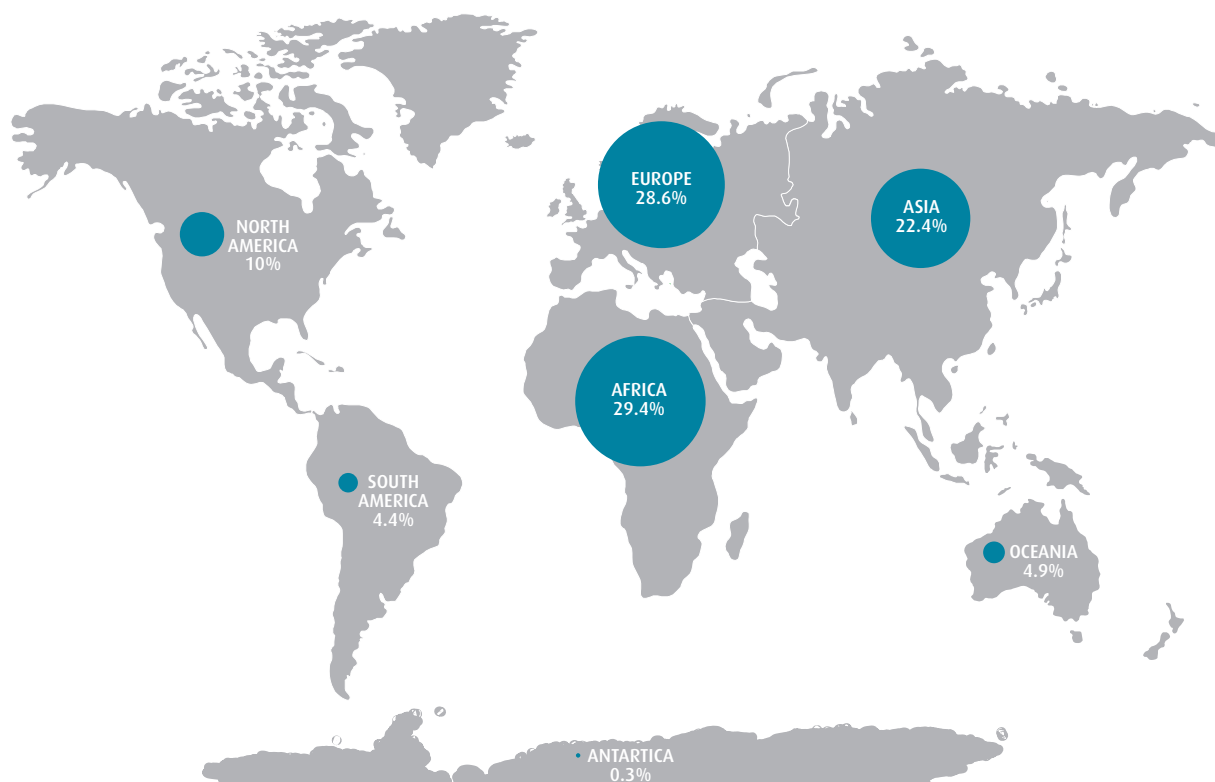 EUROPE
28.6%
ASIA
22.4%
NORTH
AMERICA
10%
AFRICA
29.4%
SOUTH
AMERICA
4.4%
OCEANIA
4.9%
ANTARTICA
0.3%